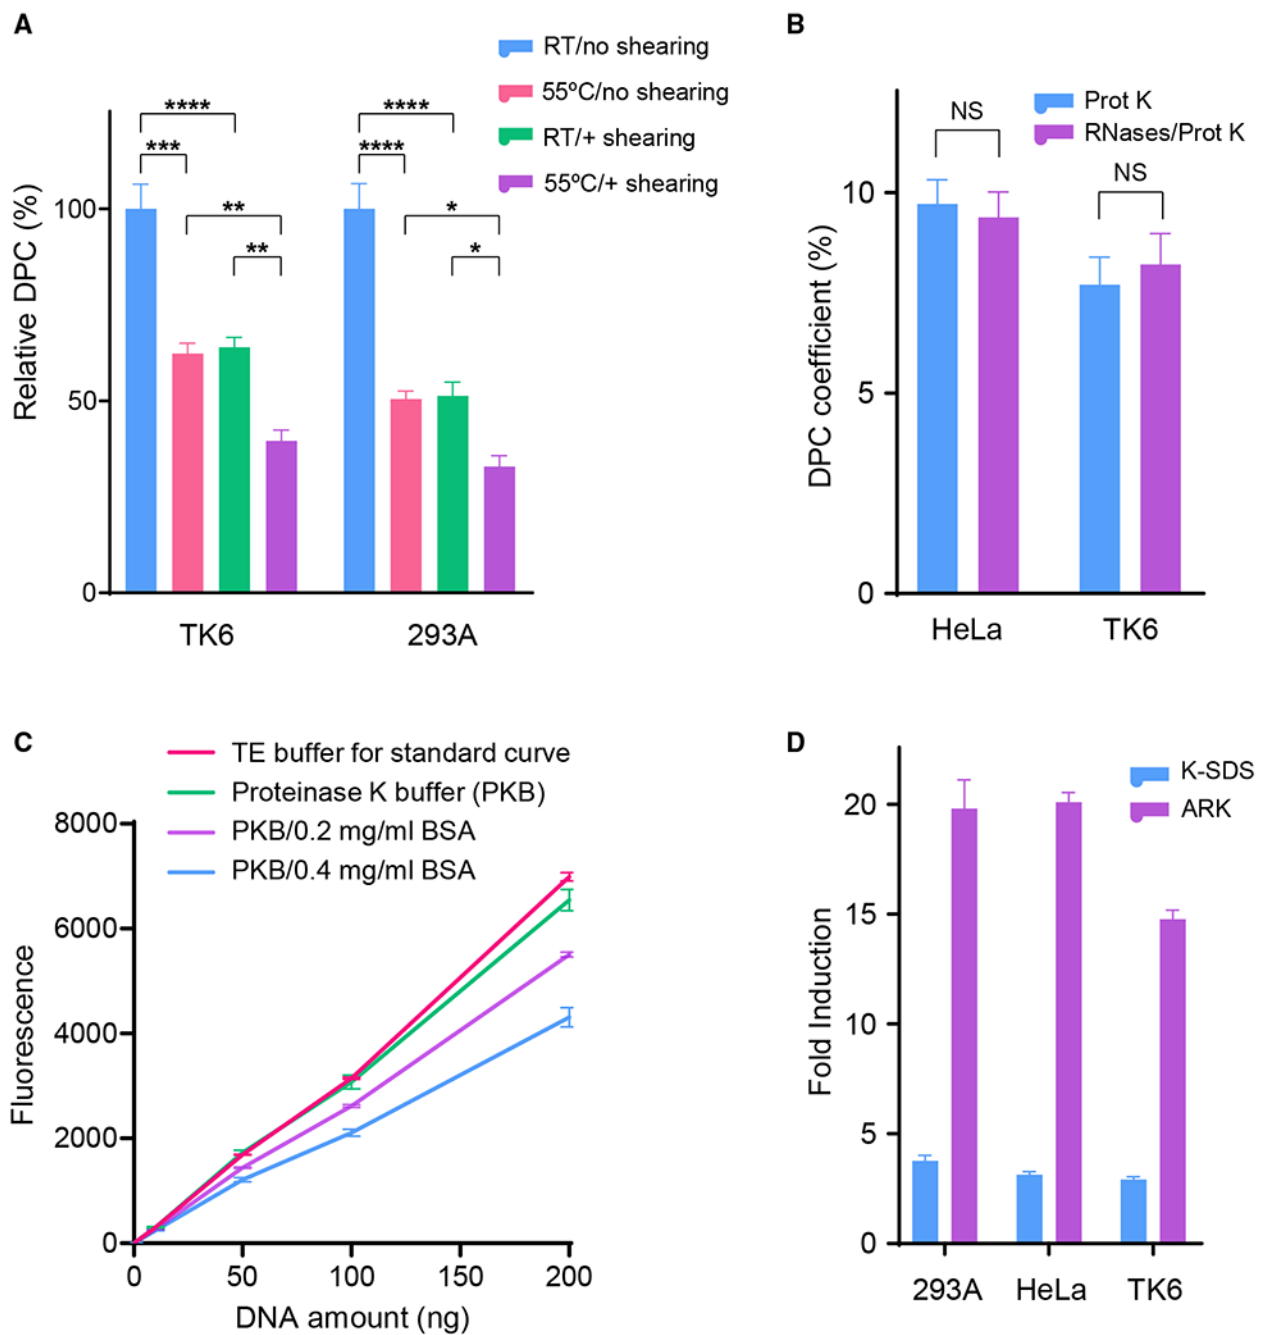 A
RT/no shearing
55ºC/no shearing
RT/+ shearing
55ºC/+ shearing
**** ****
*** ****
** *
** *
Relative DPC (%)
100
50
0
TK6 293A
B
Prot K
RNases/Prot K
NS
NS
DPC coefficient (%)
10
5
0
HeLa TK6
C
TE buffer for standard curve
Proteinase K buffer (PKB)
PKB/0.2 mg/ml BSA
PKB/0.4 mg/ml BSA
Fluorescence
8000
6000
4000
2000
0
0 50 100 150 200
DNA amount (ng)
D
K-SDS
ARK
Fold Induction
20
15
10
5
0
293A HeLa TK6